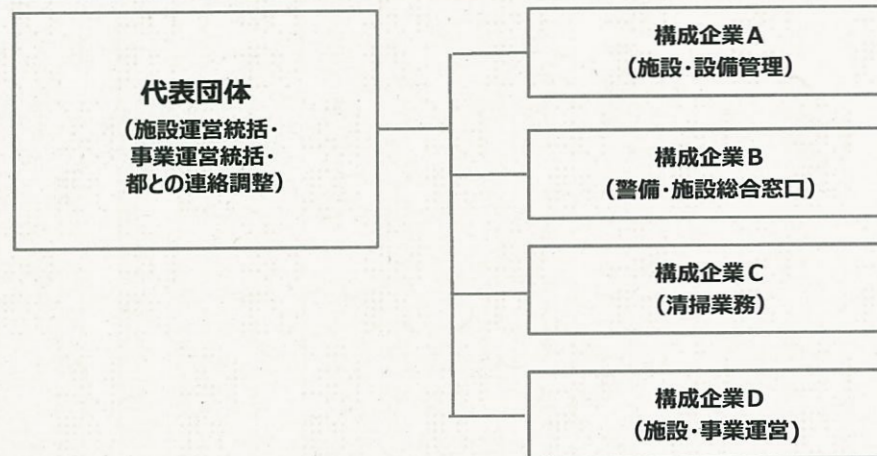 代表団体
（施設運営統括・
事業運営統括・
都との連絡調整）
構成企業A
（施設・設備管理）
構成企業B
（警備・施設総合窓口）
構成企業C
（清掃業務）
構成企業D
（施設・事業運営)